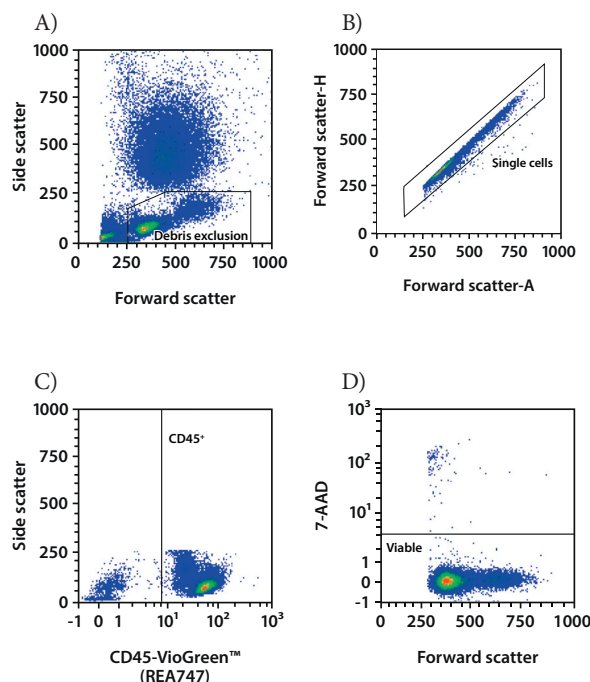 A)
1000
750
500
250
0
Side scatter
Debris exclusion
0 250 500 750 1000
Forward scatter
B)
1000
750
500
250
0
Forward scatter-H
Single cells
0 250 500 750 1000
Forward scatter-A
C)
1000
750
500
250
0
Side scatter
CD45⁺
-1 0 1 10¹ 10² 10³
CD45-VioGreen™
(REA747)
D)
10³
10²
10¹
1
0
-1
7-AAD
Viable
0 250 500 750 1000
Forward scatter